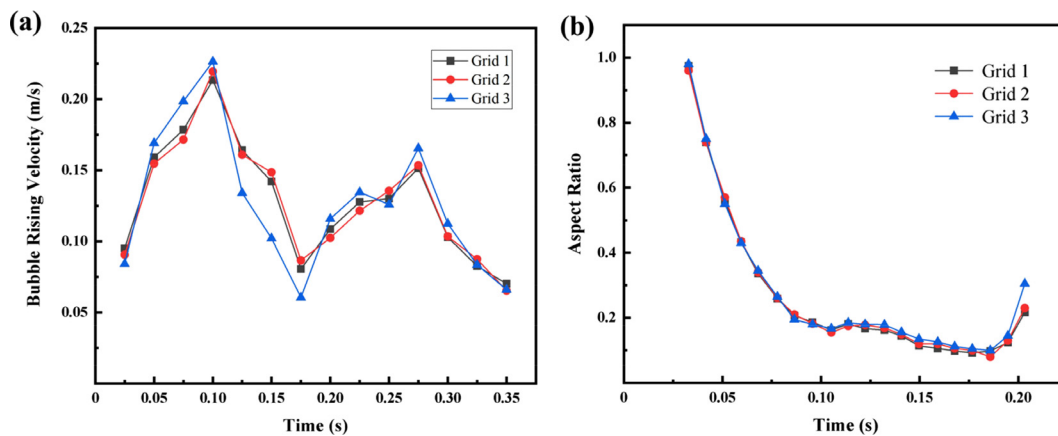 (a)
Bubble Rising Velocity (m/s)
0.25
0.20
0.15
0.10
0.05
0
0.05
0.10
0.15
0.20
0.25
0.30
0.35
Time (s)
Grid 1
Grid 2
Grid 3
(b)
Aspect Ratio
1.0
0.8
0.6
0.4
0.2
0
0.05
0.10
0.15
0.20
Time (s)
Grid 1
Grid 2
Grid 3